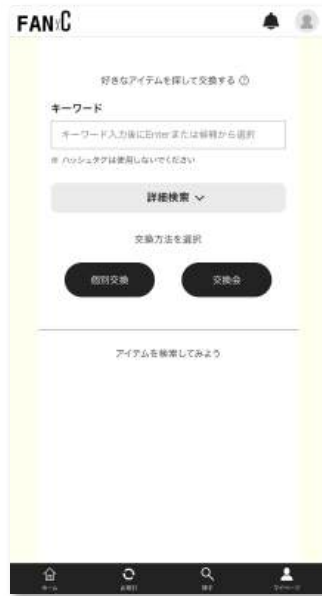 FANC
好きなアイテムを探して交換する ?
キーワード
キーワード入力後にEnterまたは候補から選択
※ ハッシュタグは使用しないでください
詳細検索
交換方法を選択
個別交換
交換会
アイテムを検索してみよう
ホーム
探す
マイページ